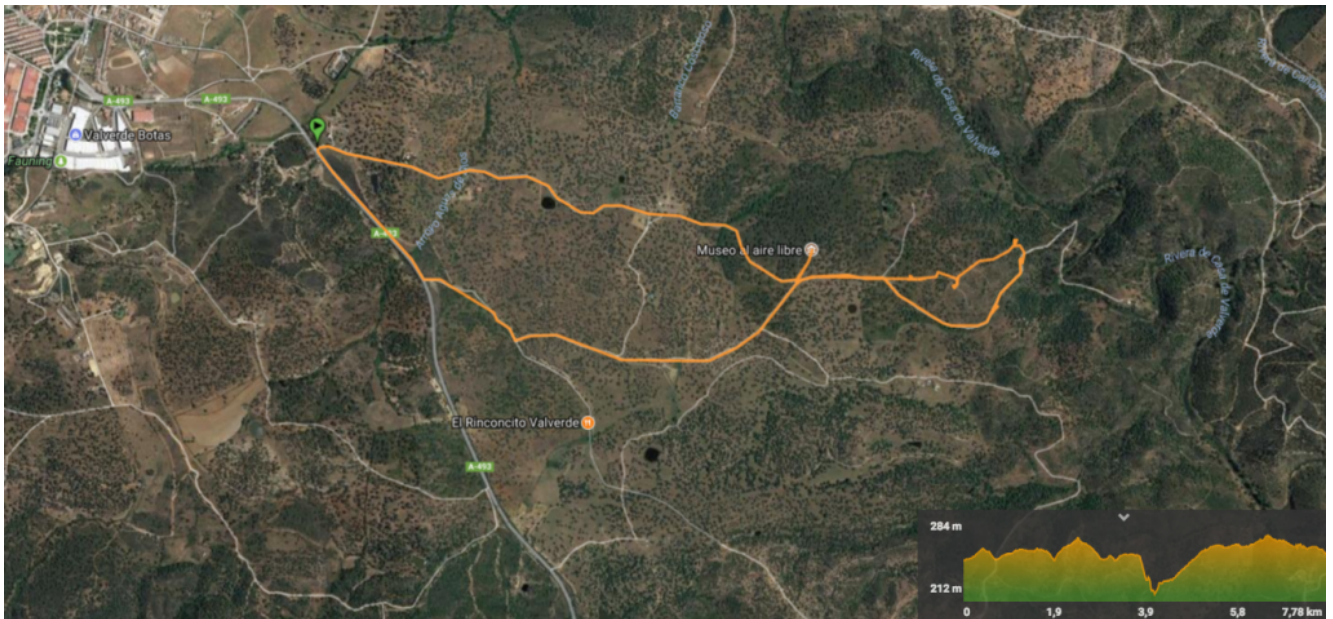 A-493
A-493
Valverde Botas
Fauning
A-493
Rivera de Casa de Valverde
Museo al aire libre
Rivera de Casa de Valverde
El Rinconcito Valverde
A-493
284 m
212 m
0 1,9 3,9 5,8 7,78 km